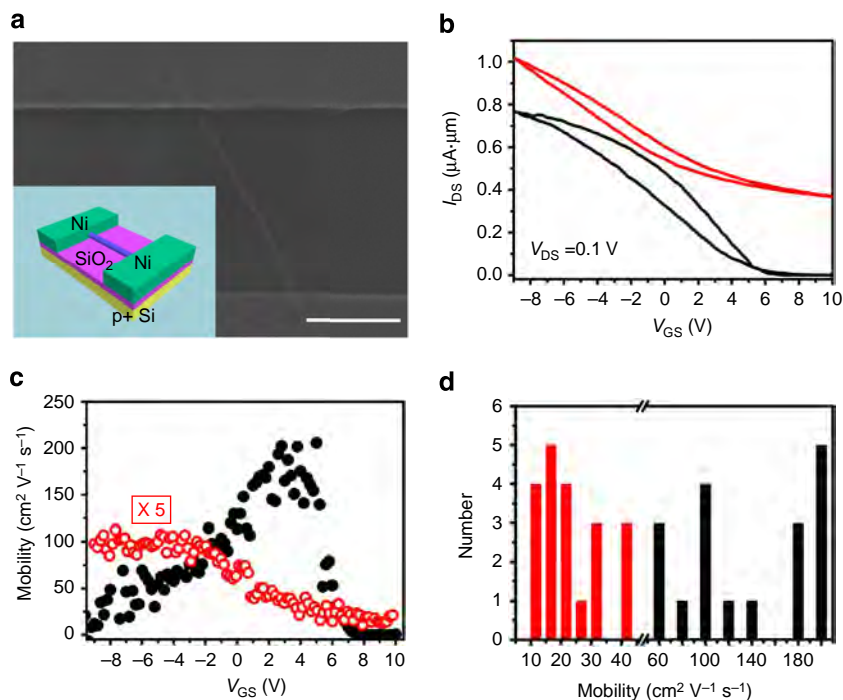 a
Ni
SiO2
Ni
p+ Si
b
1.0
0.8
0.6
0.4
0.2
0.0
IDS (μA·μm)
VDS =0.1 V
−8 −6 −4 −2 0 2 4 6 8 10
VGS (V)
c
250
200
150
100
50
0
Mobility (cm² V⁻¹ s⁻¹)
X 5
−8 −6 −4 −2 0 2 4 6 8 10
VGS (V)
d
6
5
4
3
2
1
0
Number
10 20 30 40 60 100 140 180
Mobility (cm² V⁻¹ s⁻¹)